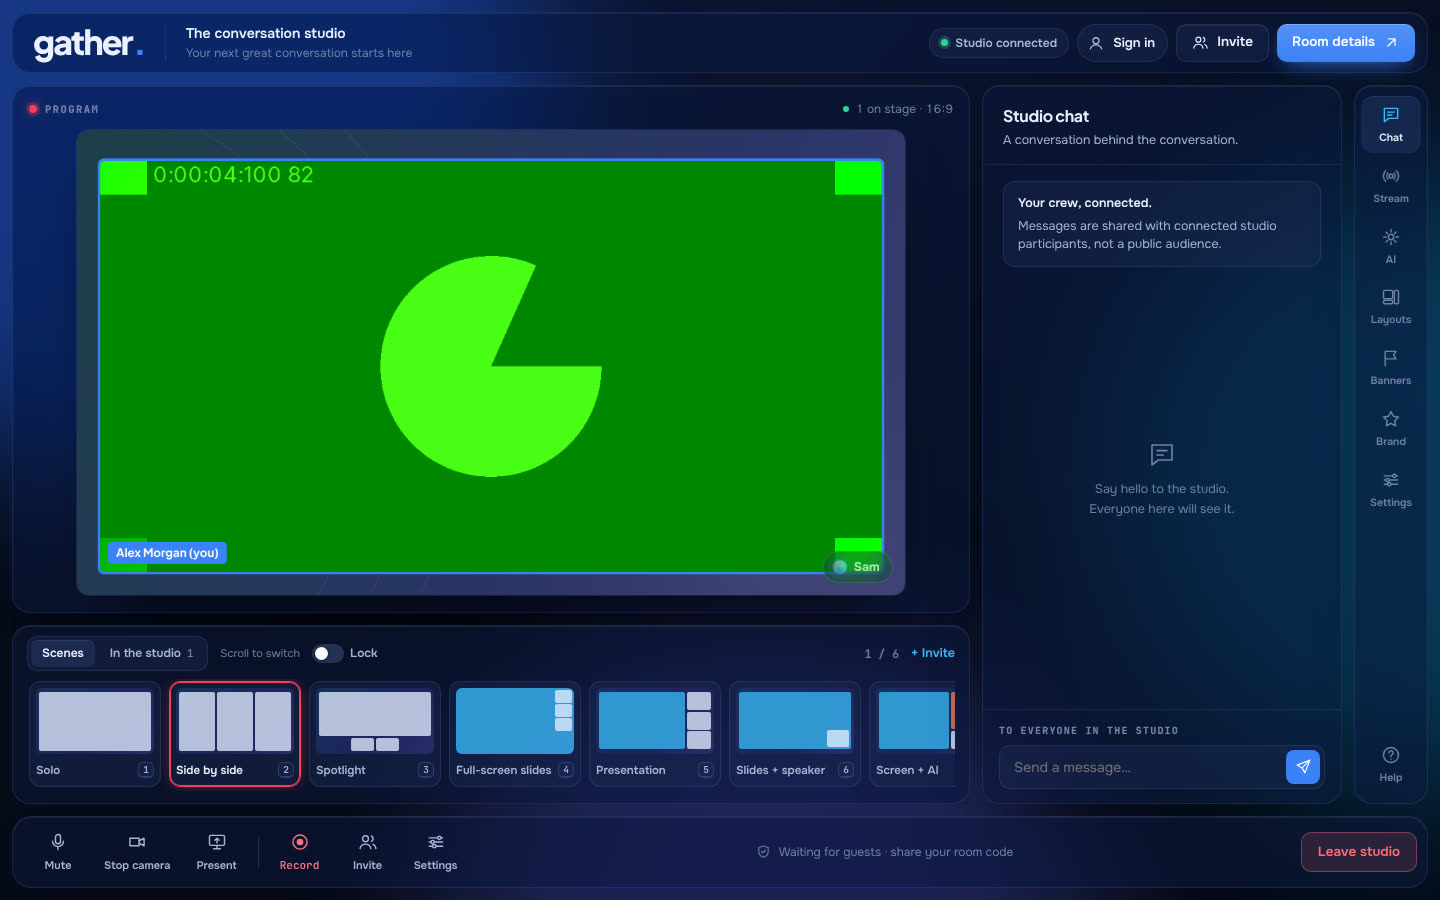 gather.
The conversation studio
Your next great conversation starts here
Studio connected
Sign in
Invite
Room details
PROGRAM
1 on stage · 16:9
0:00:04:100 82
Alex Morgan (you)
Sam
Scenes
In the studio 1
Scroll to switch
Lock
1 / 6
+ Invite
Solo 1
Side by side 2
Spotlight 3
Full-screen slides 4
Presentation 5
Slides + speaker 6
Screen + AI
Studio chat
A conversation behind the conversation.
Your crew, connected.
Messages are shared with connected studio
participants, not a public audience.
Say hello to the studio.
Everyone here will see it.
TO EVERYONE IN THE STUDIO
Send a message...
Chat
Stream
AI
Layouts
Banners
Brand
Settings
Help
Mute
Stop camera
Present
Record
Invite
Settings
Waiting for guests · share your room code
Leave studio